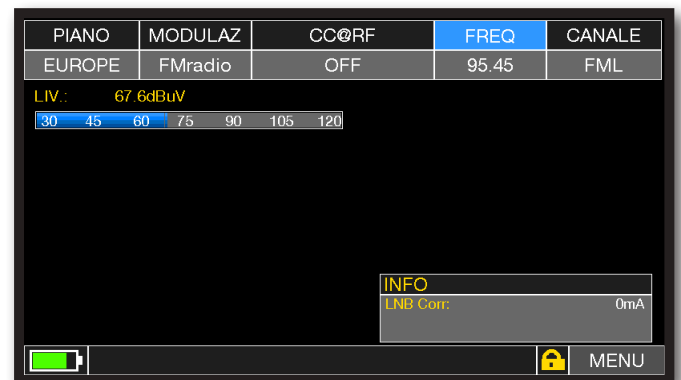 PIANO MODULAZ CC@RF FREQ CANALE
EUROPE FMradio OFF 95.45 FML
LIV.: 67.6dBuV
30 45 60 75 90 105 120
INFO
LNB Corr: 0mA
MENU